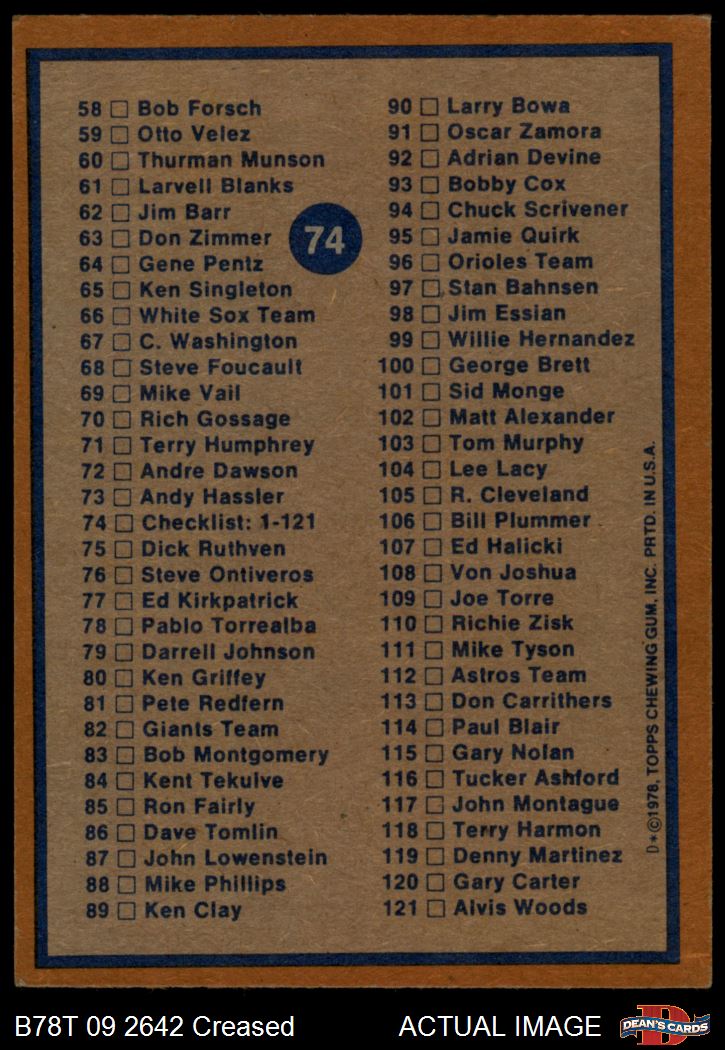 58 Bob Forsch
59 Otto Velez
60 Thurman Munson
61 Larvell Blanks
62 Jim Barr
63 Don Zimmer
64 Gene Pentz
65 Ken Singleton
66 White Sox Team
67 C. Washington
68 Steve Foucault
69 Mike Vail
70 Rich Gossage
71 Terry Humphrey
72 Andre Dawson
73 Andy Hassler
74 Checklist: 1-121
75 Dick Ruthven
76 Steve Ontiveros
77 Ed Kirkpatrick
78 Pablo Torrealba
79 Darrell Johnson
80 Ken Griffey
81 Pete Redfern
82 Giants Team
83 Bob Montgomery
84 Kent Tekulve
85 Ron Fairly
86 Dave Tomlin
87 John Lowenstein
88 Mike Phillips
89 Ken Clay
74
90 Larry Bowa
91 Oscar Zamora
92 Adrian Devine
93 Bobby Cox
94 Chuck Scrivener
95 Jamie Quirk
96 Orioles Team
97 Stan Bahnsen
98 Jim Essian
99 Willie Hernandez
100 George Brett
101 Sid Monge
102 Matt Alexander
103 Tom Murphy
104 Lee Lacy
105 R. Cleveland
106 Bill Plummer
107 Ed Halicki
108 Von Joshua
109 Joe Torre
110 Richie Zisk
111 Mike Tyson
112 Astros Team
113 Don Carrithers
114 Paul Blair
115 Gary Nolan
116 Tucker Ashford
117 John Montague
118 Terry Harmon
119 Denny Martinez
120 Gary Carter
121 Alvis Woods
D*©1978, TOPPS CHEWING GUM, INC. PRTD. IN U.S.A.
B78T 09 2642 Creased
ACTUAL IMAGE
D
DEAN'S CARDS